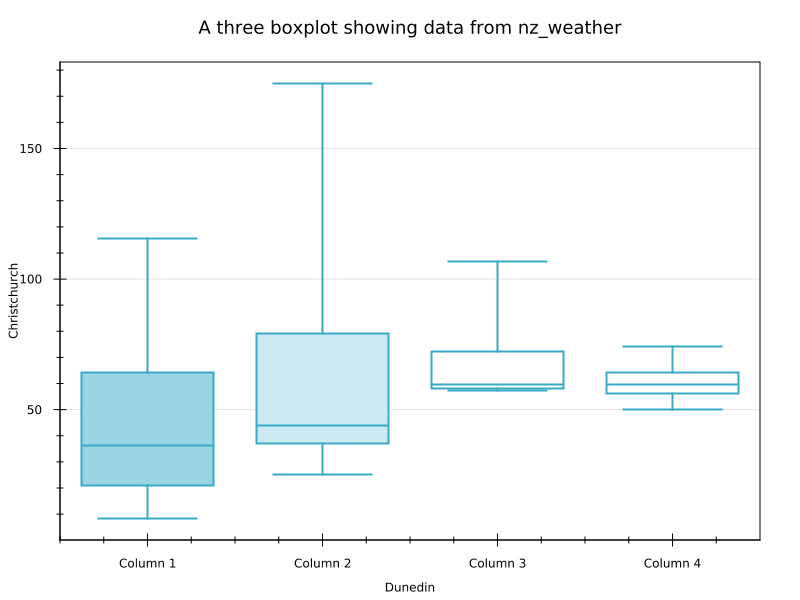 A three boxplot showing data from nz_weather
150
100
50
Christchurch
Column 1
Column 2
Column 3
Column 4
Dunedin